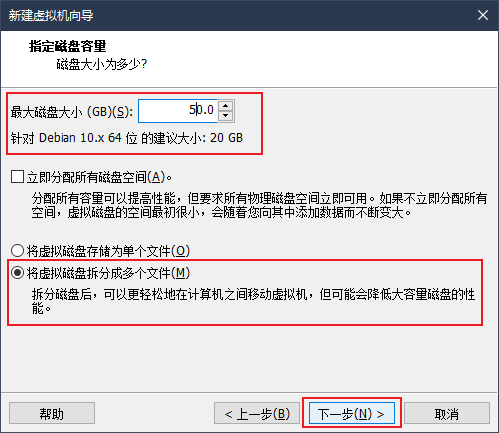 新建虚拟机向导
指定磁盘容量
磁盘大小为多少?
最大磁盘大小 (GB)(S): 50.0
针对 Debian 10.x 64 位 的建议大小: 20 GB
立即分配所有磁盘空间(A)。
分配所有容量可以提高性能，但要求所有物理磁盘空间立即可用。如果不立即分配所有
空间，虚拟磁盘的空间最初很小，会随着您向其中添加数据而不断变大。
将虚拟磁盘存储为单个文件(O)
将虚拟磁盘拆分成多个文件(M)
拆分磁盘后，可以更轻松地在计算机之间移动虚拟机，但可能会降低大容量磁盘的性
能。
帮助 < 上一步(B) 下一步(N) > 取消